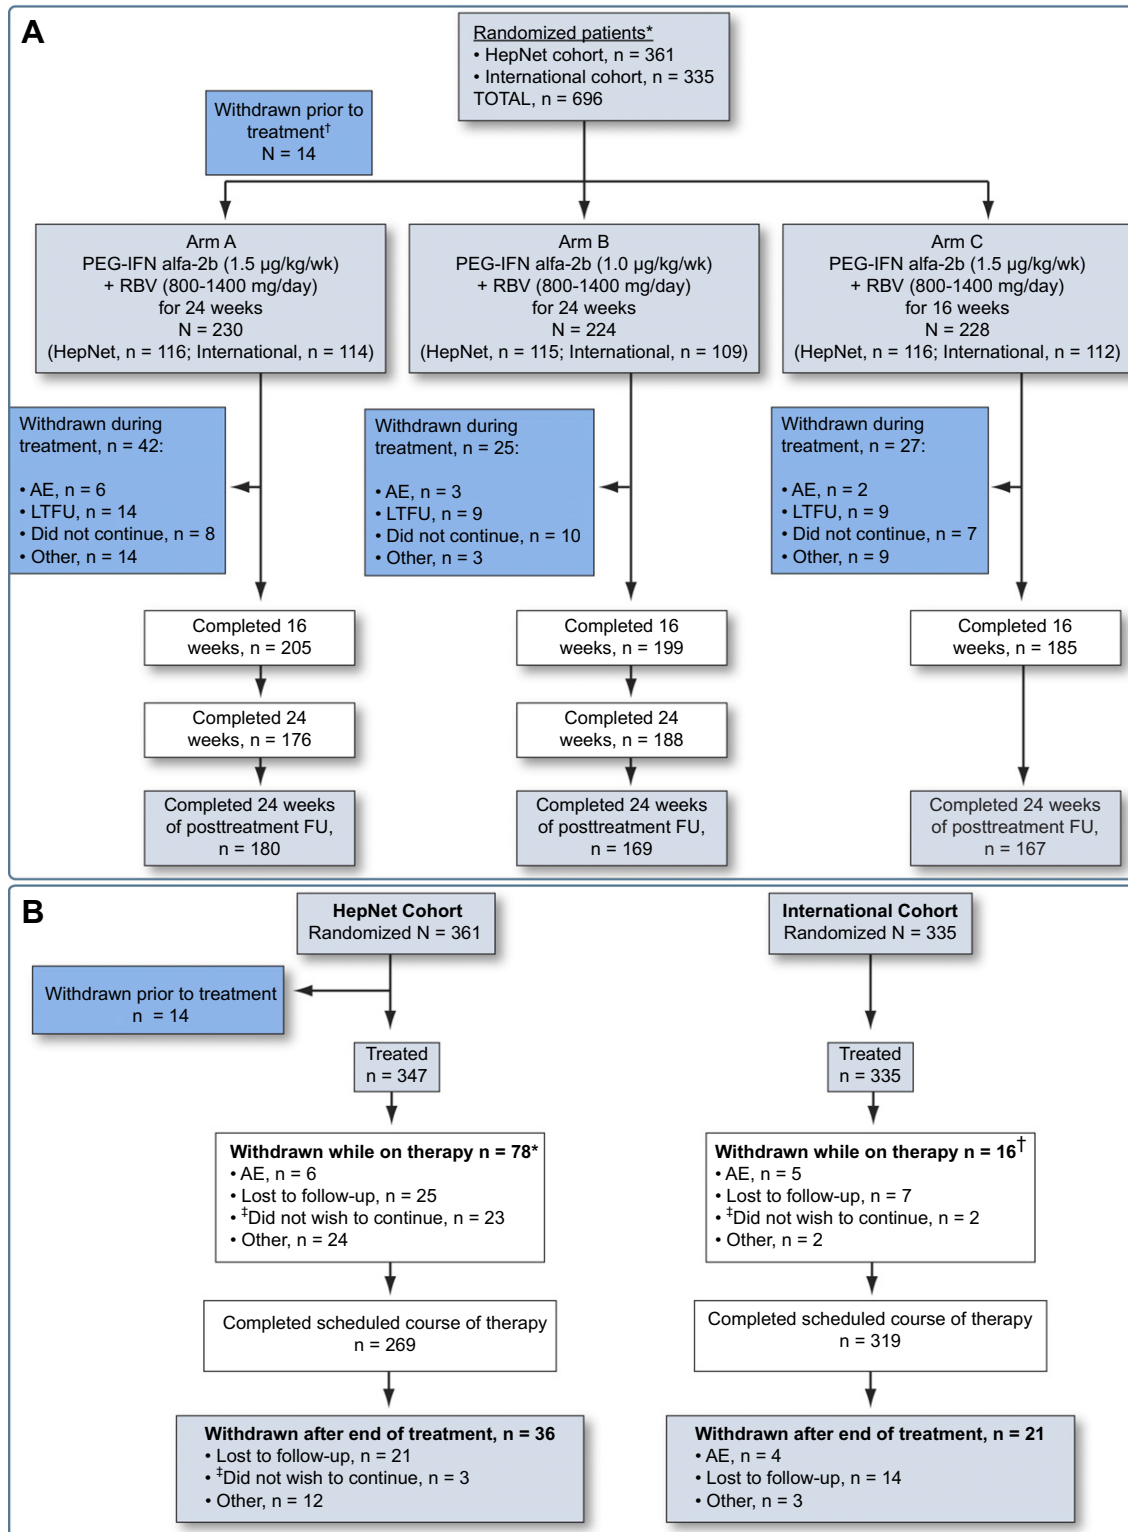 A
Randomized patients*
• HepNet cohort, n = 361
• International cohort, n = 335
TOTAL, n = 696
Withdrawn prior to
treatment†
N = 14
Arm A
PEG-IFN alfa-2b (1.5 µg/kg/wk)
+ RBV (800-1400 mg/day)
for 24 weeks
N = 230
(HepNet, n = 116; International, n = 114)
Arm B
PEG-IFN alfa-2b (1.0 µg/kg/wk)
+ RBV (800-1400 mg/day)
for 24 weeks
N = 224
(HepNet, n = 115; International, n = 109)
Arm C
PEG-IFN alfa-2b (1.5 µg/kg/wk)
+ RBV (800-1400 mg/day)
for 16 weeks
N = 228
(HepNet, n = 116; International, n = 112)
Withdrawn during
treatment, n = 42:
• AE, n = 6
• LTFU, n = 14
• Did not continue, n = 8
• Other, n = 14
Withdrawn during
treatment, n = 25:
• AE, n = 3
• LTFU, n = 9
• Did not continue, n = 10
• Other, n = 3
Withdrawn during
treatment, n = 27:
• AE, n = 2
• LTFU, n = 9
• Did not continue, n = 7
• Other, n = 9
Completed 16
weeks, n = 205
Completed 16
weeks, n = 199
Completed 16
weeks, n = 185
Completed 24
weeks, n = 176
Completed 24
weeks, n = 188
Completed 24 weeks
of posttreatment FU,
n = 180
Completed 24 weeks
of posttreatment FU,
n = 169
Completed 24 weeks
of posttreatment FU,
n = 167
B
HepNet Cohort
Randomized N = 361
International Cohort
Randomized N = 335
Withdrawn prior to treatment
n = 14
Treated
n = 347
Treated
n = 335
Withdrawn while on therapy n = 78*
• AE, n = 6
• Lost to follow-up, n = 25
• ‡Did not wish to continue, n = 23
• Other, n = 24
Withdrawn while on therapy n = 16†
• AE, n = 5
• Lost to follow-up, n = 7
• ‡Did not wish to continue, n = 2
• Other, n = 2
Completed scheduled course of therapy
n = 269
Completed scheduled course of therapy
n = 319
Withdrawn after end of treatment, n = 36
• Lost to follow-up, n = 21
• ‡Did not wish to continue, n = 3
• Other, n = 12
Withdrawn after end of treatment, n = 21
• AE, n = 4
• Lost to follow-up, n = 14
• Other, n = 3